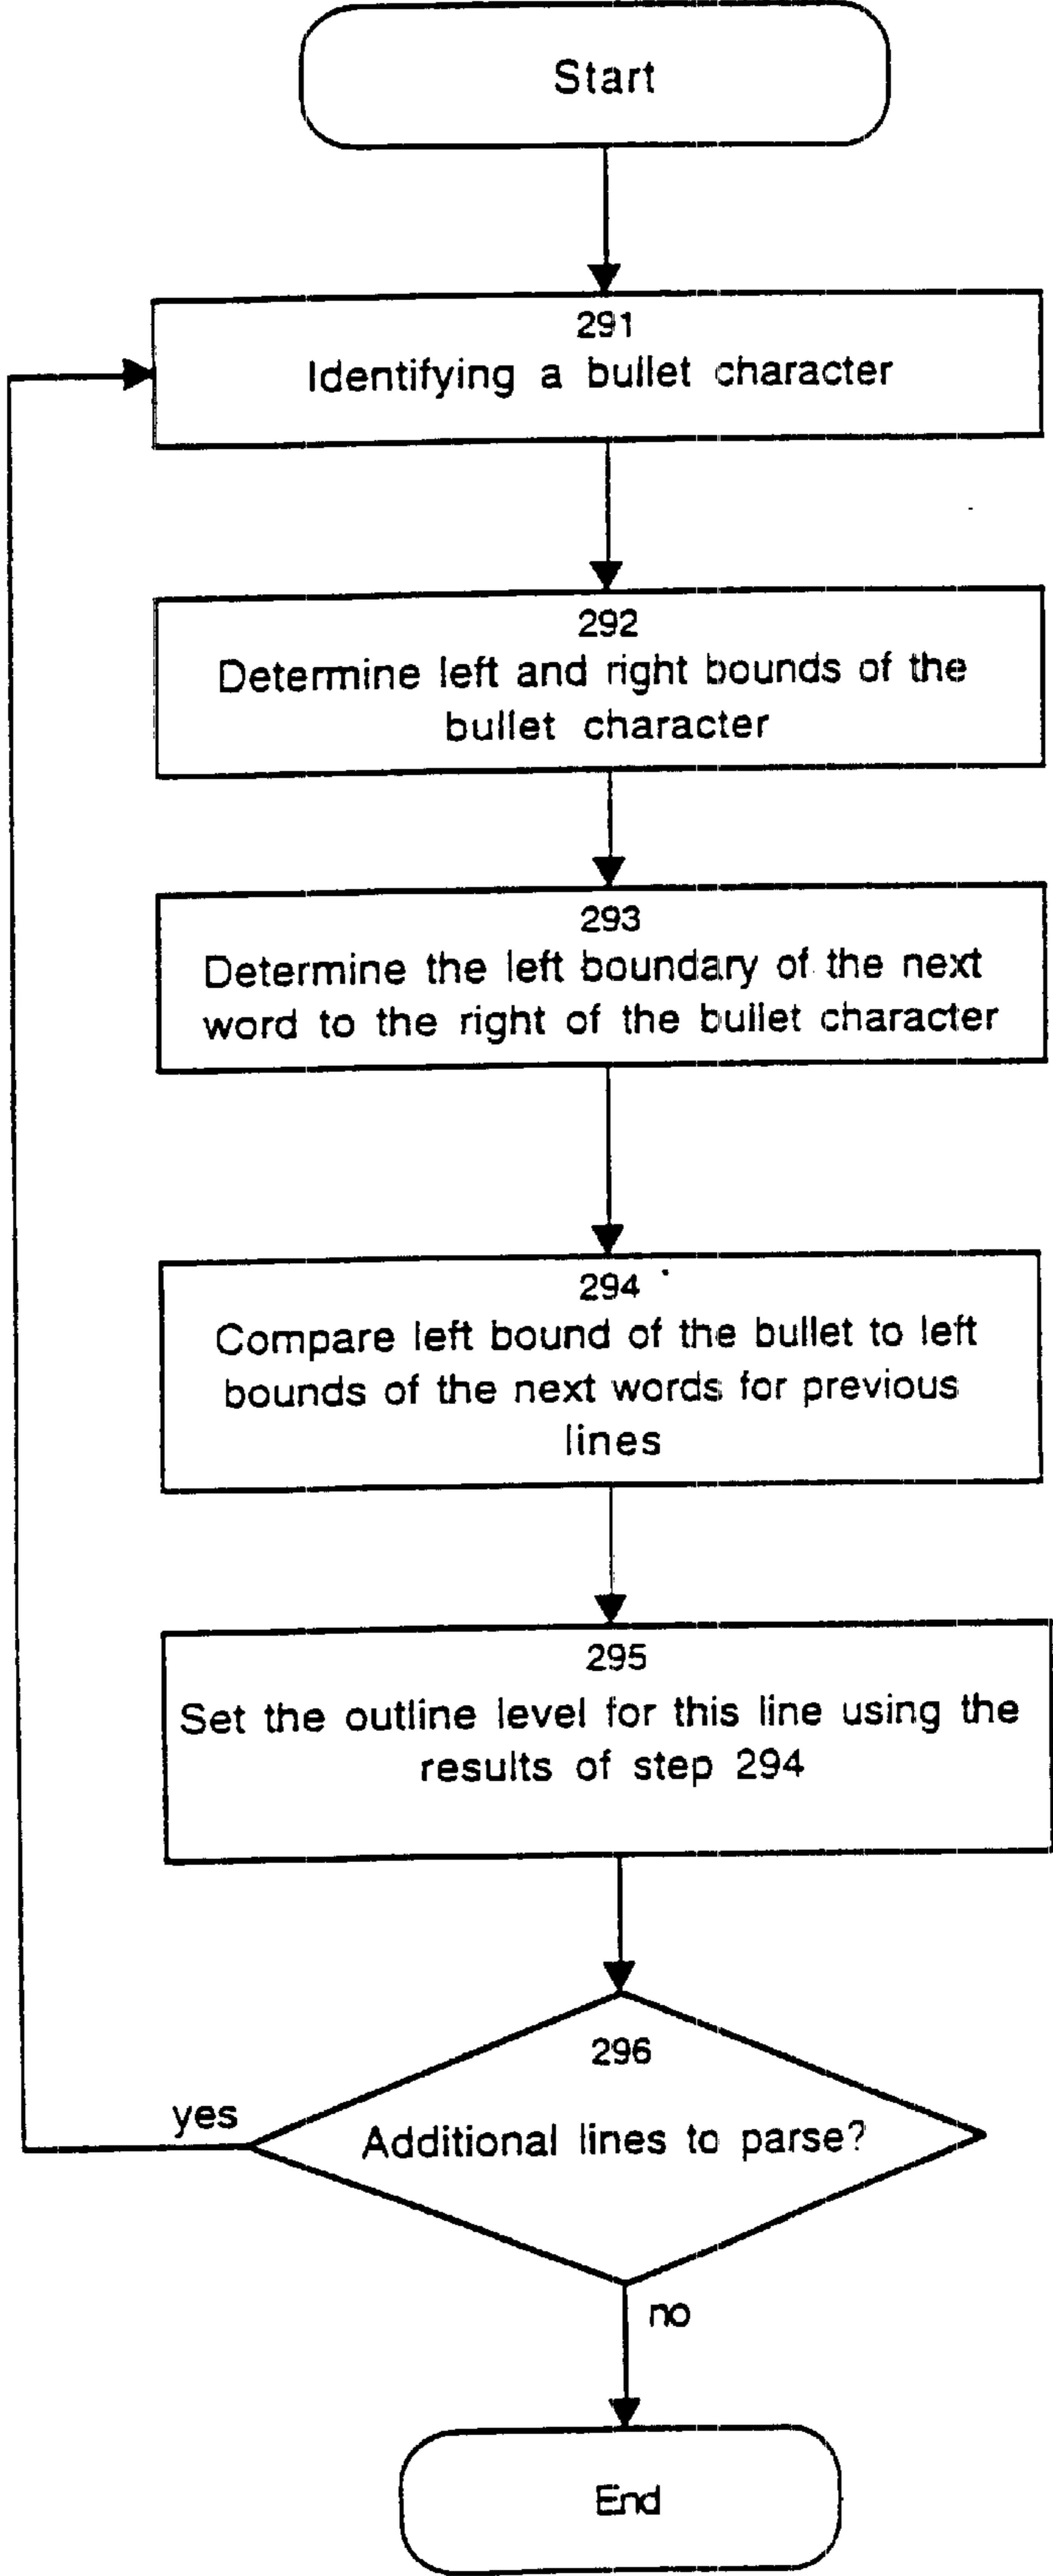 Start
291
Identifying a bullet character
292
Determine left and right bounds of the
bullet character
293
Determine the left boundary of the next
word to the right of the bullet character
294
Compare left bound of the bullet to left
bounds of the next words for previous
lines
295
Set the outline level for this line using the
results of step 294
296
yes
Additional lines to parse?
no
End